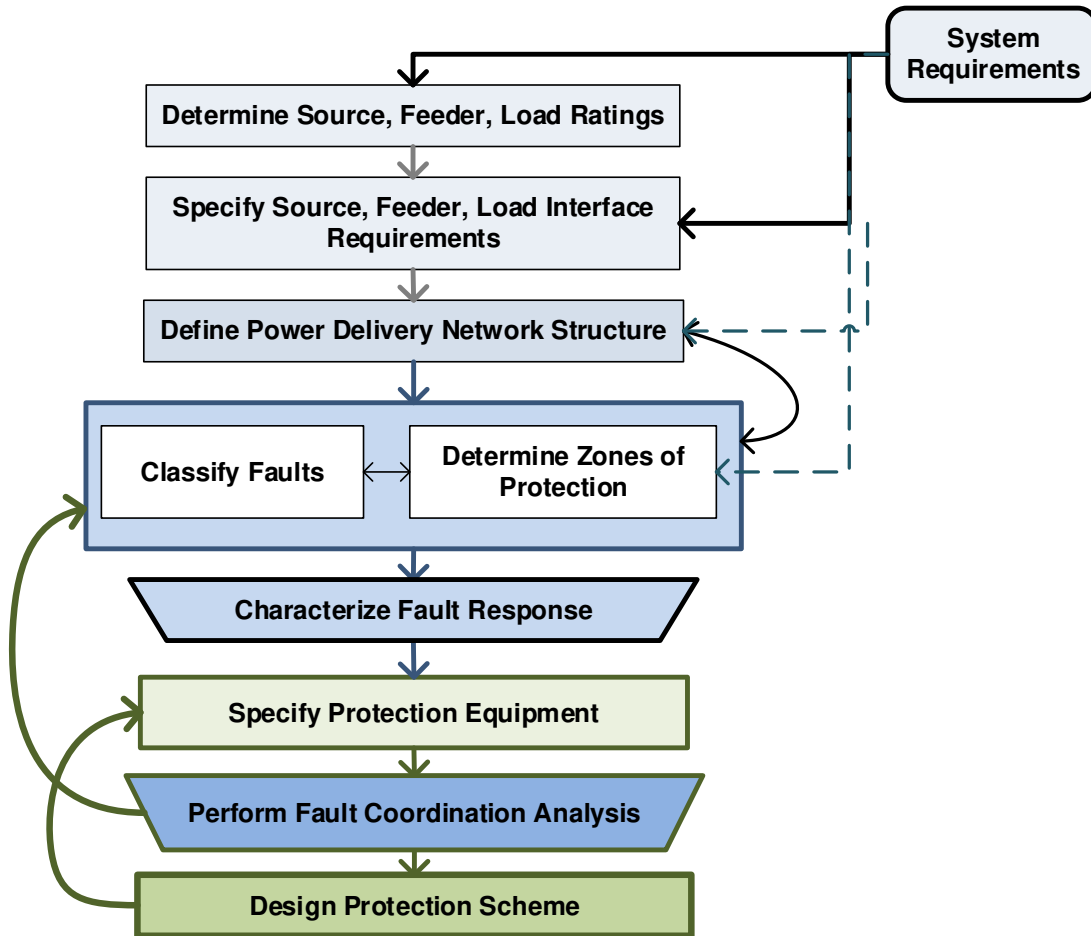 System
Requirements
Determine Source, Feeder, Load Ratings
Specify Source, Feeder, Load Interface
Requirements
Define Power Delivery Network Structure
Classify Faults
Determine Zones of
Protection
Characterize Fault Response
Specify Protection Equipment
Perform Fault Coordination Analysis
Design Protection Scheme